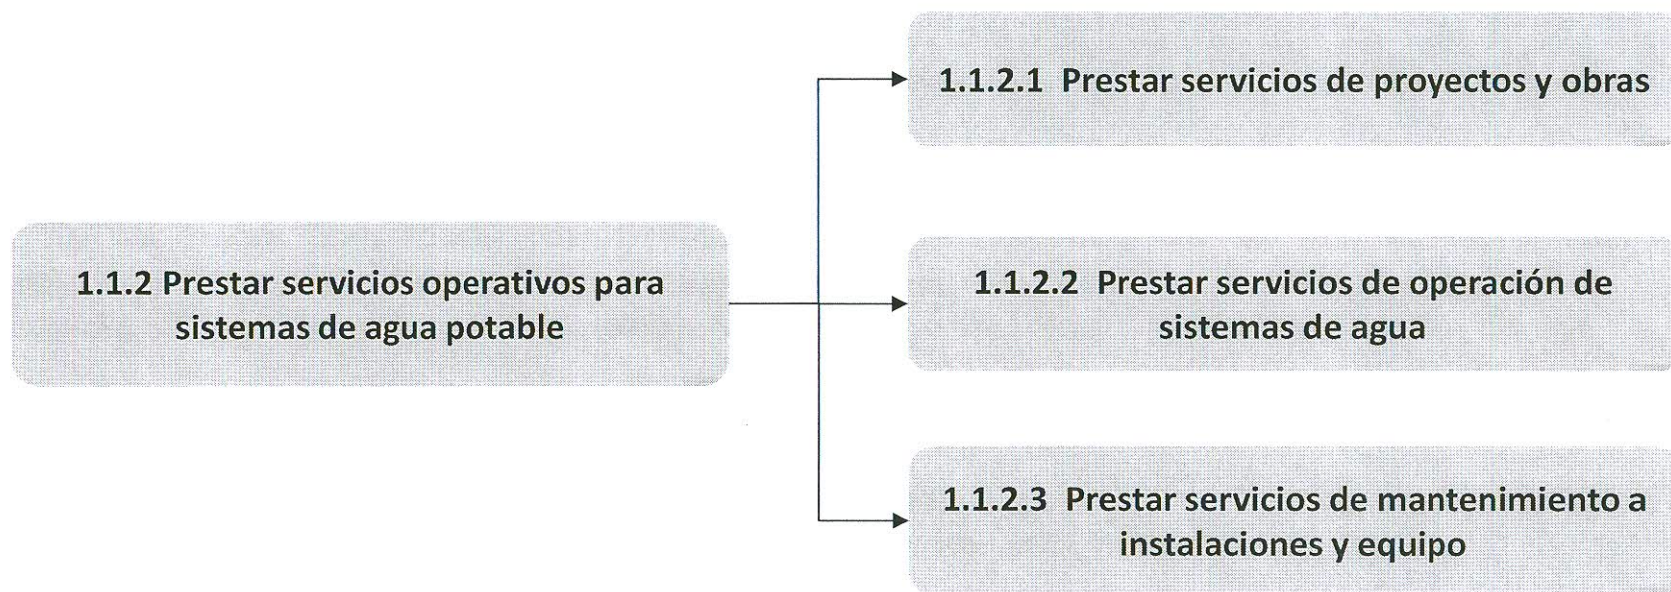 1.1.2.1 Prestar servicios de proyectos y obras
1.1.2 Prestar servicios operativos para
sistemas de agua potable
1.1.2.2 Prestar servicios de operación de
sistemas de agua
1.1.2.3 Prestar servicios de mantenimiento a
instalaciones y equipo